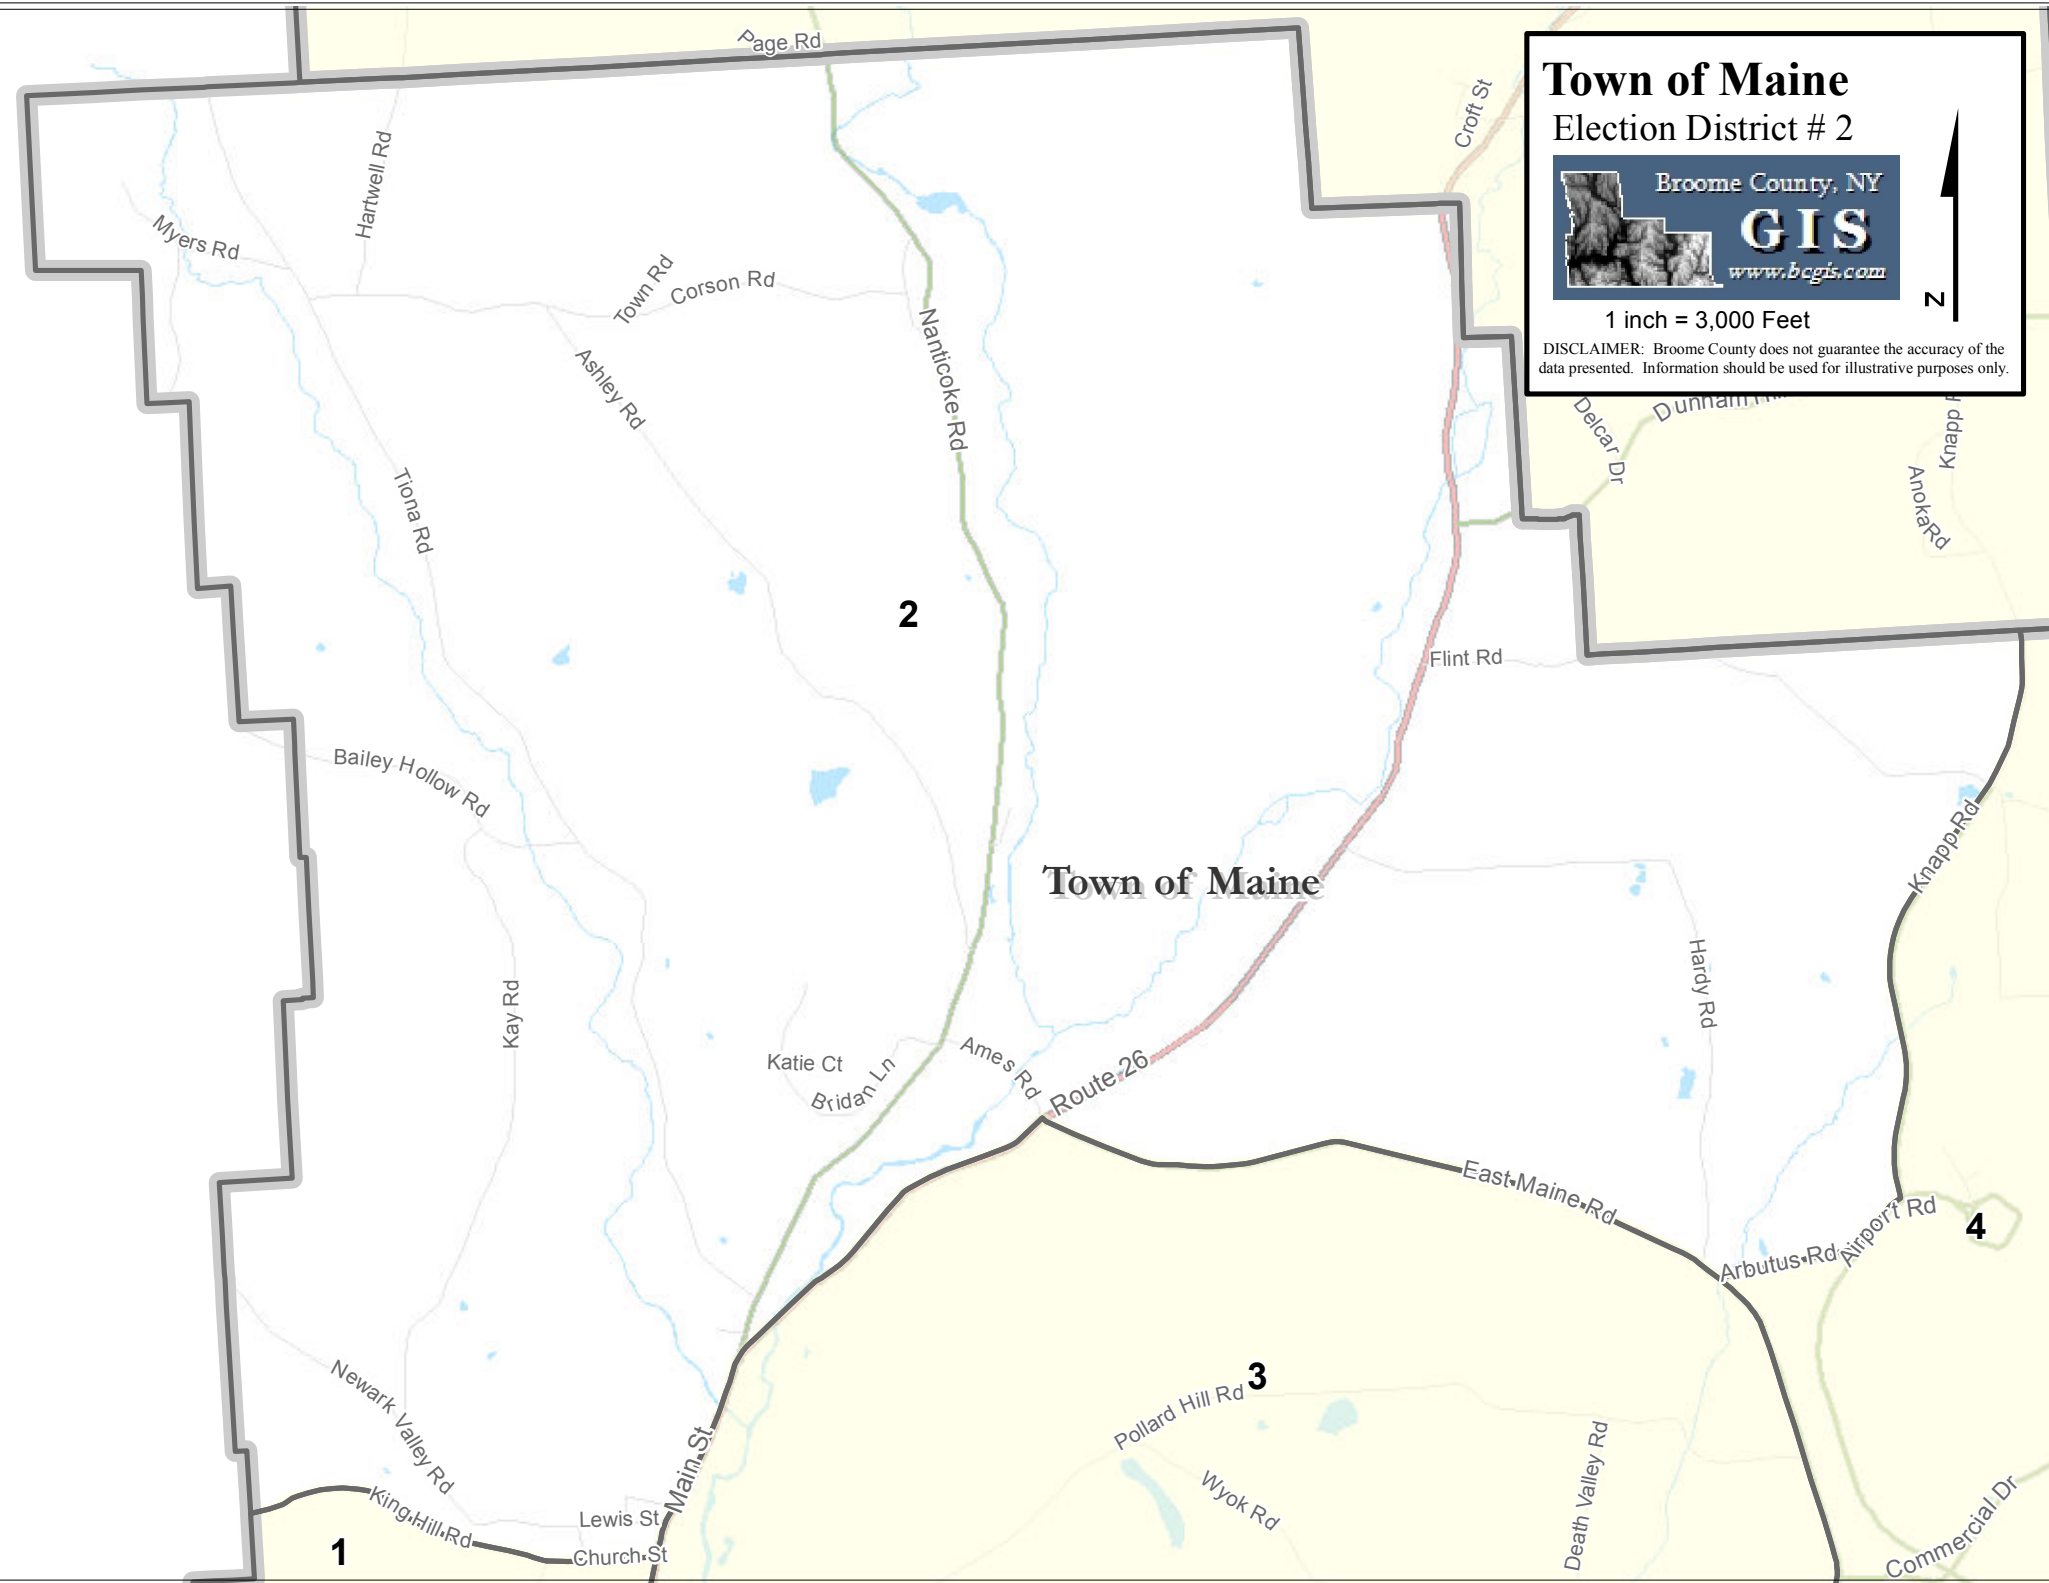 Page Rd
Town of Maine
Election District # 2
Broome County, NY
GIS
www.bcgis.com
1 inch = 3,000 Feet
N
DISCLAIMER: Broome County does not guarantee the accuracy of the
data presented. Information should be used for illustrative purposes only.
Croft St
Hartwell Rd
Myers Rd
Town Rd
Corson Rd
Nanticoke Rd
Ashley Rd
Delcar Dr
Dunham
Knapp
Anoka Rd
Tiona Rd
2
Flint Rd
Bailey Hollow Rd
Knapp Rd
Town of Maine
Hardy Rd
Kay Rd
Katie Ct
Bridan Ln
Ames Rd
Route 26
East Maine Rd
Arbutus Rd
Airport Rd
4
Newark Valley Rd
3
Pollard Hill Rd
Wyok Rd
Death Valley Rd
Commercial Dr
Main St
King Hill Rd
Lewis St
Church St
1